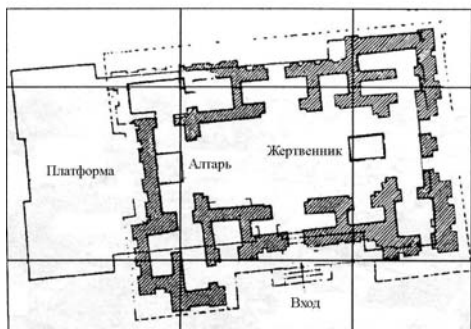 Жертвенник
Алтарь
Платформа
Вход